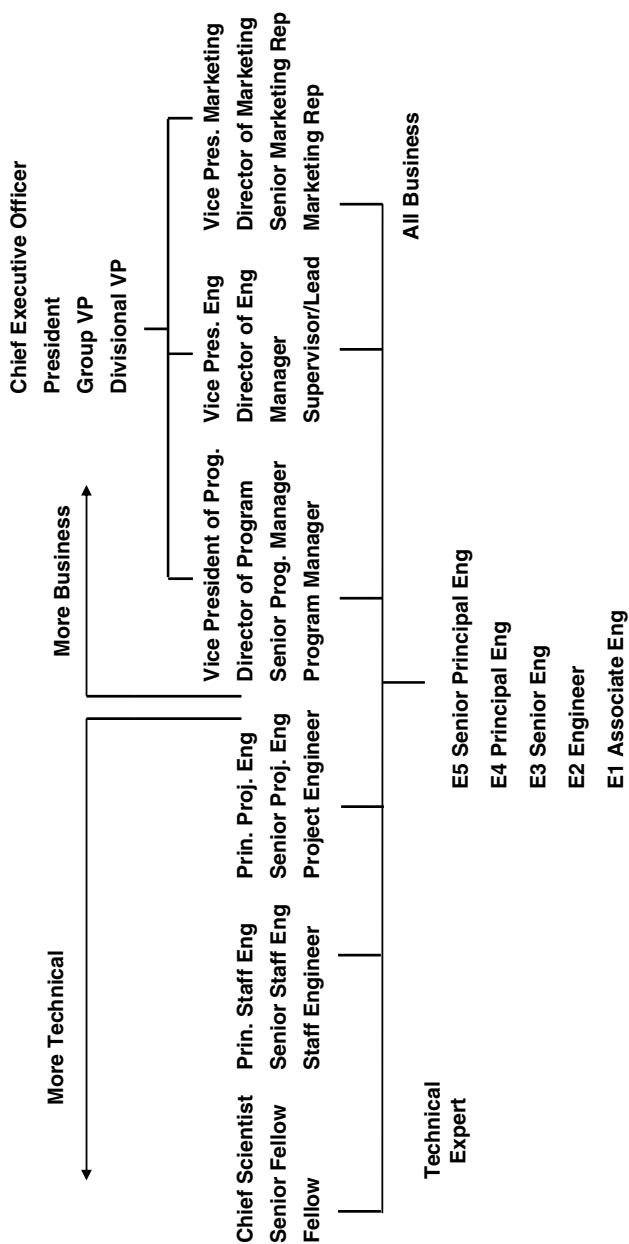 Chief Executive Officer
President
Group VP
Divisional VP
More Technical
More Business
Chief Scientist
Senior Fellow
Fellow
Prin. Staff Eng
Senior Staff Eng
Staff Engineer
Prin. Proj. Eng
Senior Proj. Eng
Project Engineer
Vice President of Prog.
Director of Program
Senior Prog. Manager
Program Manager
Vice Pres. Eng
Director of Eng
Manager
Supervisor/Lead
Vice Pres. Marketing
Director of Marketing
Senior Marketing Rep
Marketing Rep
Technical
Expert
All Business
E5 Senior Principal Eng
E4 Principal Eng
E3 Senior Eng
E2 Engineer
E1 Associate Eng